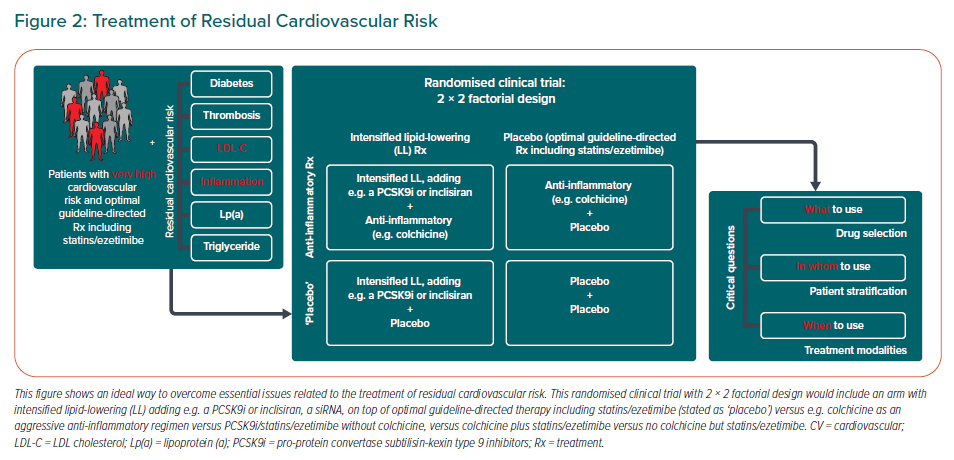 Figure 2: Treatment of Residual Cardiovascular Risk
Patients with very high
cardiovascular
risk and optimal
guideline-directed
Rx including
statins/ezetimibe
+
Residual cardiovascular risk
Diabetes
Thrombosis
LDL C
Inflammation
Lp(a)
Triglyceride
Randomised clinical trial:
2 × 2 factorial design
Intensified lipid-lowering
(LL) Rx
Placebo (optimal guideline-directed
Rx including statins/ezetimibe)
Anti-inflammatory Rx
Intensified LL, adding
e.g. a PCSK9i or inclisiran
+
Anti-inflammatory
(e.g. colchicine)
Anti-inflammatory
(e.g. colchicine)
+
Placebo
'Placebo'
Intensified LL, adding
e.g. a PCSK9i or inclisiran
+
Placebo
Placebo
+
Placebo
Critical questions
What to use
Drug selection
In whom to use
Patient stratification
When to use
Treatment modalities
This figure shows an ideal way to overcome essential issues related to the treatment of residual cardiovascular risk. This randomised clinical trial with 2 × 2 factorial design would include an arm with
intensified lipid-lowering (LL) adding e.g. a PCSK9i or inclisiran, a siRNA, on top of optimal guideline-directed therapy including statins/ezetimibe (stated as 'placebo') versus e.g. colchicine as an
aggressive anti-inflammatory regimen versus PCSK9i/statins/ezetimibe without colchicine, versus colchicine plus statins/ezetimibe versus no colchicine but statins/ezetimibe. CV = cardiovascular;
LDL-C = LDL cholesterol; Lp(a) = lipoprotein (a); PCSK9i = pro-protein convertase subtilisin-kexin type 9 inhibitors; Rx = treatment.